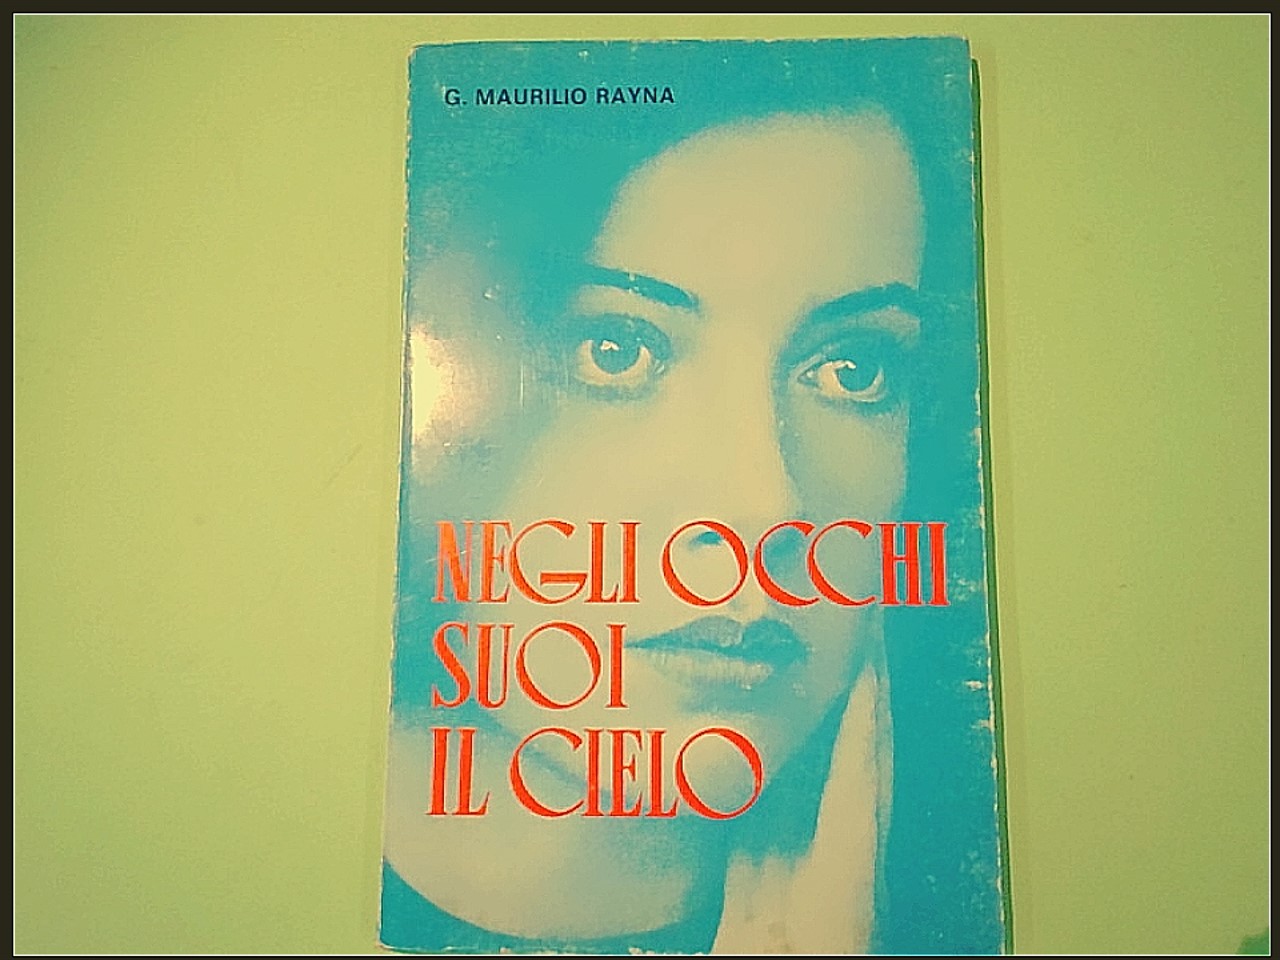 G. MAURILIO RAYNA
NEGLI OCCHI
SUOI
IL CIELO